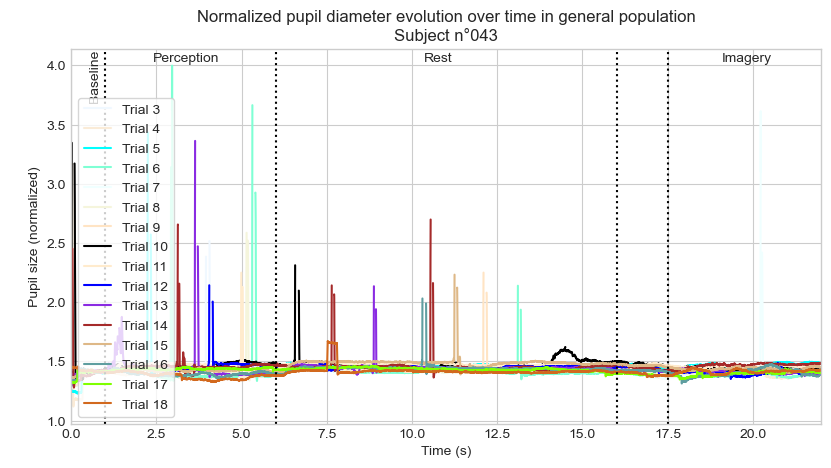 Normalized pupil diameter evolution over time in general population
Subject n°043
Baseline
Perception
Rest
Imagery
Pupil size (normalized)
4.0
3.5
3.0
2.5
2.0
1.5
1.0
Trial 3
Trial 4
Trial 5
Trial 6
Trial 7
Trial 8
Trial 9
Trial 10
Trial 11
Trial 12
Trial 13
Trial 14
Trial 15
Trial 16
Trial 17
Trial 18
0.0 2.5 5.0 7.5 10.0 12.5 15.0 17.5 20.0
Time (s)